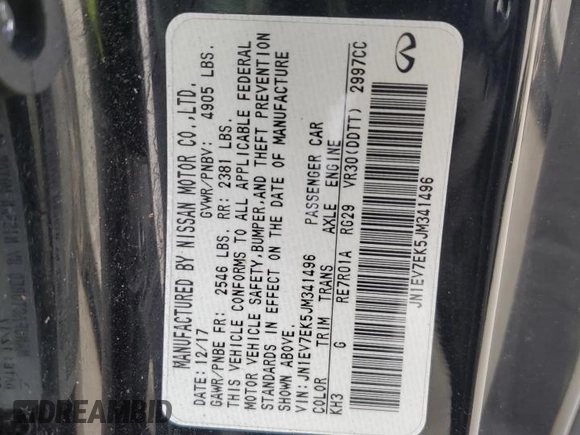 MANUFACTURED BY NISSAN MOTOR CO.,LTD.
DATE: 12/17 GVWR/PNBV: 4905 LBS.
GAWR/PNBE FR: 2546 LBS. RR: 2381 LBS.
THIS VEHICLE CONFORMS TO ALL APPLICABLE FEDERAL
MOTOR VEHICLE SAFETY,BUMPER,AND THEFT PREVENTION
STANDARDS IN EFFECT ON THE DATE OF MANUFACTURE
SHOWN ABOVE.
VIN:JN1EV7EK5JM341496 PASSENGER CAR
COLOR TRIM TRANS AXLE ENGINE
KH3 G RE7R01A RG29 VR30(DDTT) 2997CC
JN1EV7EK5JM341496
INFINITI
DREAMBID